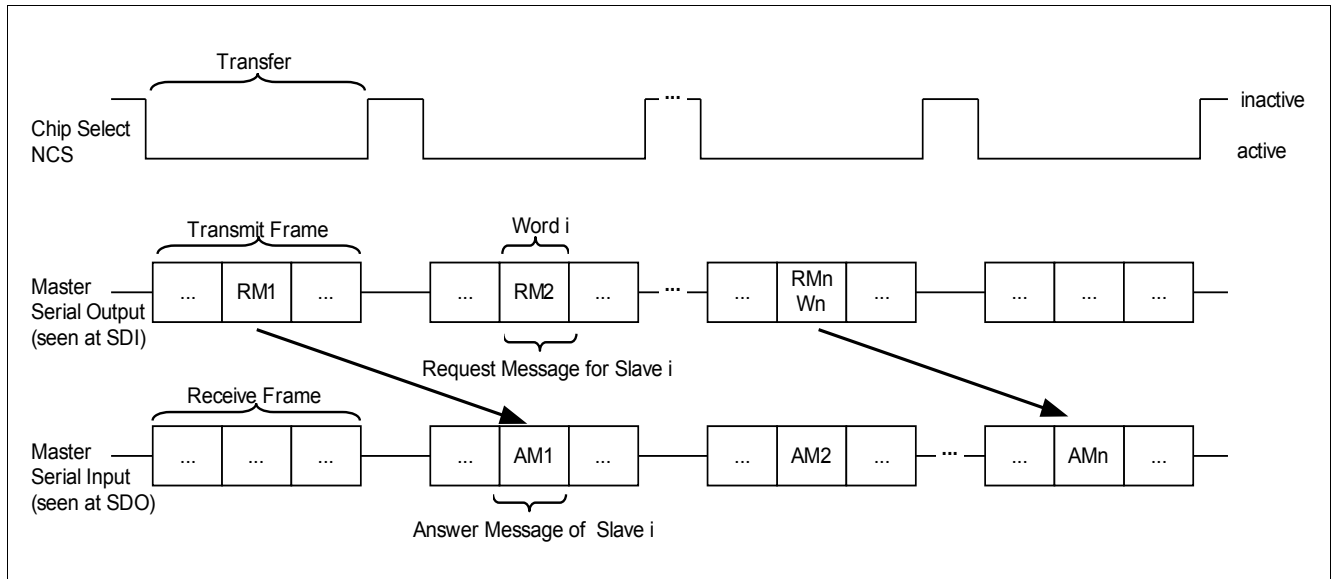 Transfer
...
inactive
Chip Select
NCS
active
Transmit Frame
Word i
Master
Serial Output
(seen at SDI)
... RM1 ...
... RM2 ...
...
... RMn
Wn ...
... ... ...
Request Message for Slave i
Receive Frame
Master
Serial Input
(seen at SDO)
... ... ...
... AM1 ...
... AM2 ...
...
... AMn ...
Answer Message of Slave i